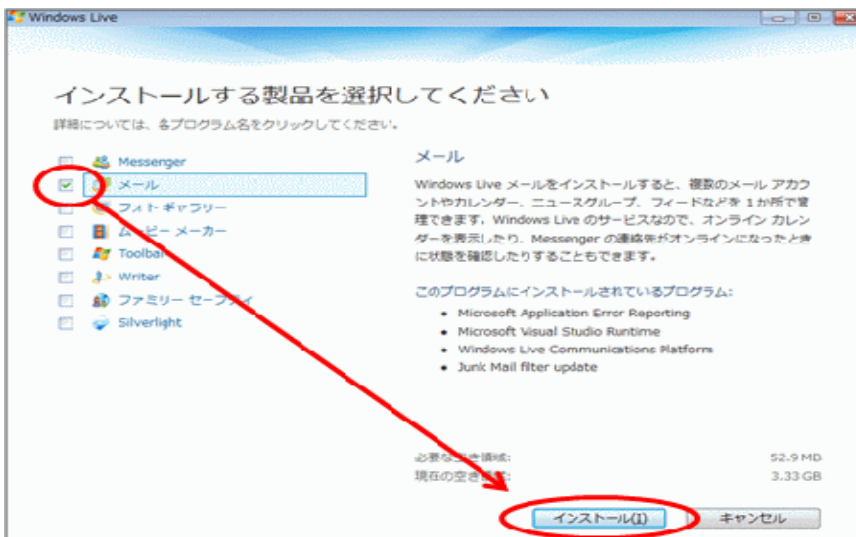 Windows Live
インストールする製品を選択してください
詳細については、各プログラム名をクリックしてください。
Messenger
メール
フォト ギャラリー
ムービー メーカー
Toolbar
Writer
ファミリー セーフティ
Silverlight
メール
Windows Live メールをインストールすると、複数のメール アカウ
ントやカレンダー、ニュースグループ、フィードなどを 1 か所で管
理できます。Windows Live のサービスなので、オンライン カレン
ダーを表示したり、Messenger の連絡先がオンラインになったとき
に状態を確認したりすることもできます。
このプログラムにインストールされているプログラム:
• Microsoft Application Error Reporting
• Microsoft Visual Studio Runtime
• Windows Live Communications Platform
• Junk Mail filter update
必要な空き領域: 52.9 MB
現在の空き領域: 3.33 GB
インストール(I) キャンセル